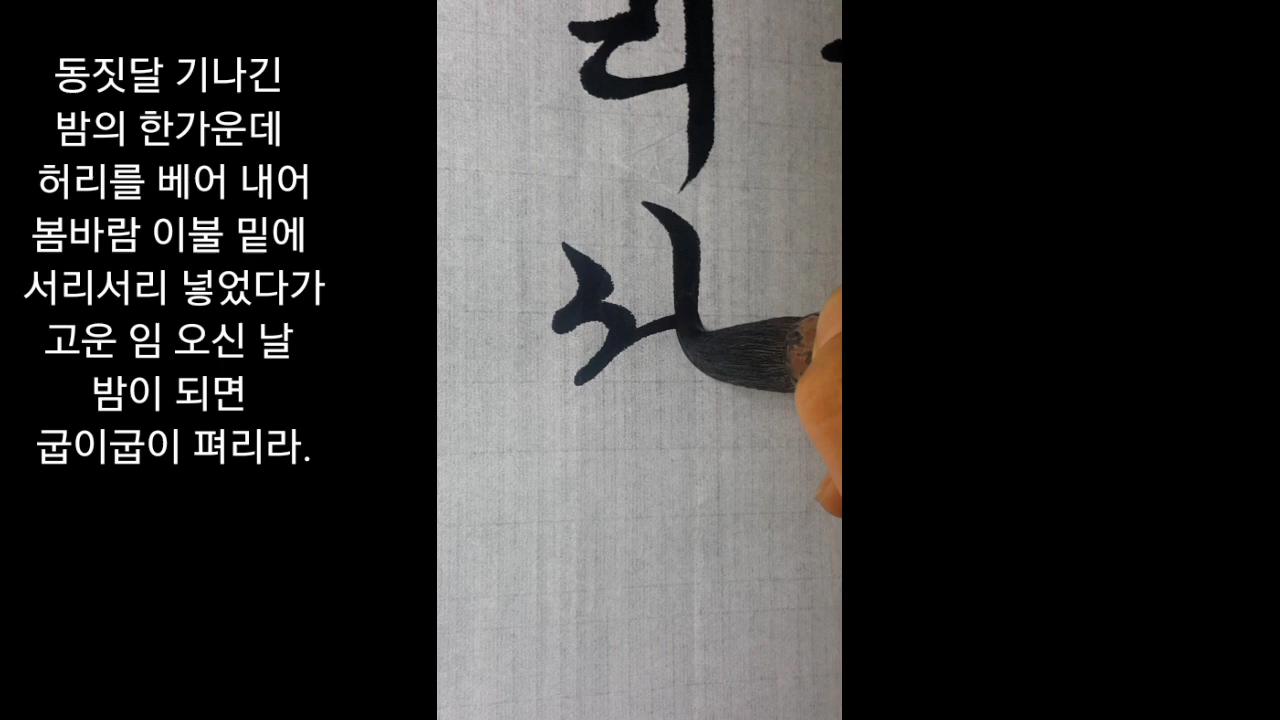 동짓달 기나긴
밤의 한가운데
허리를 베어 내어
봄바람 이불 밑에
서리서리 넣었다가
고운 임 오신 날
밤이 되면
굽이굽이 펴리라.
리